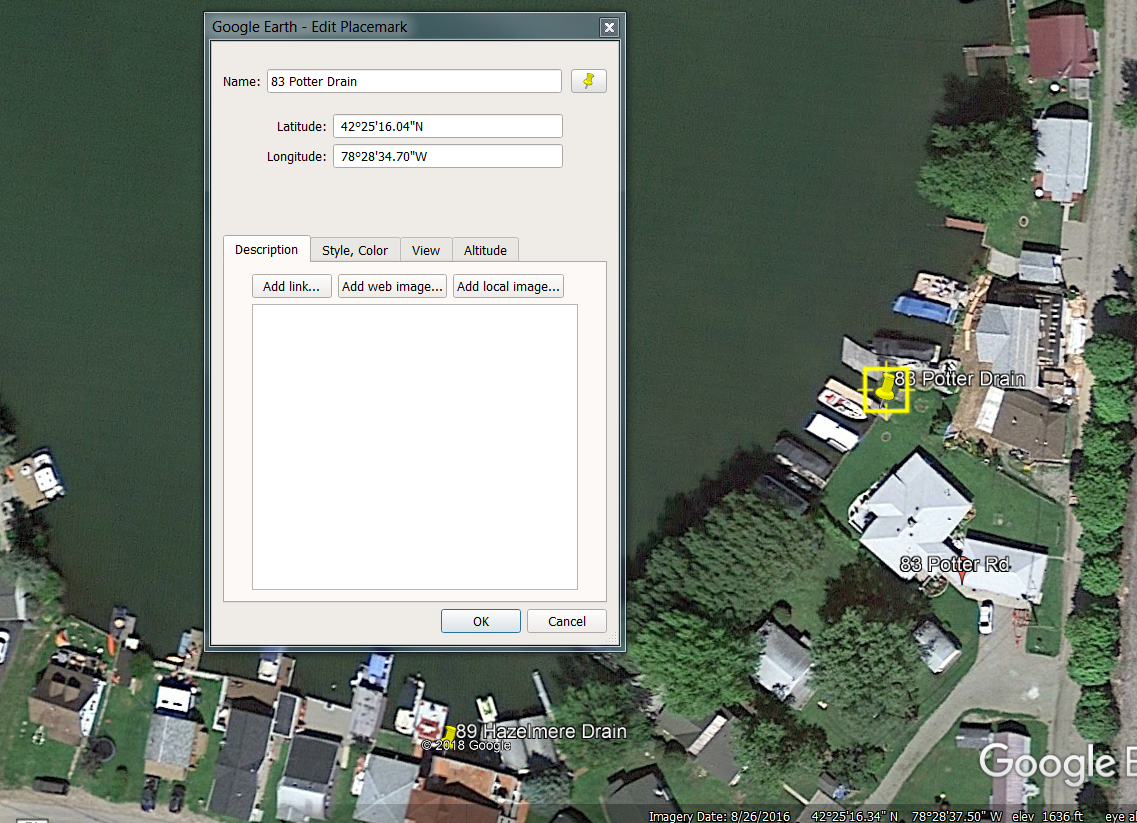 Google Earth - Edit Placemark
Name: 83 Potter Drain
Latitude: 42°25'16.04"N
Longitude: 78°28'34.70"W
Description Style, Color View Altitude
Add link... Add web image... Add local image...
OK Cancel
83 Potter Drain
83 Potter Rd
89 Hazelmere Drain
© 2018 Google
Google E
Imagery Date: 8/26/2016 42°25'16.34" N 78°28'37.50" W elev 1636 ft eye a